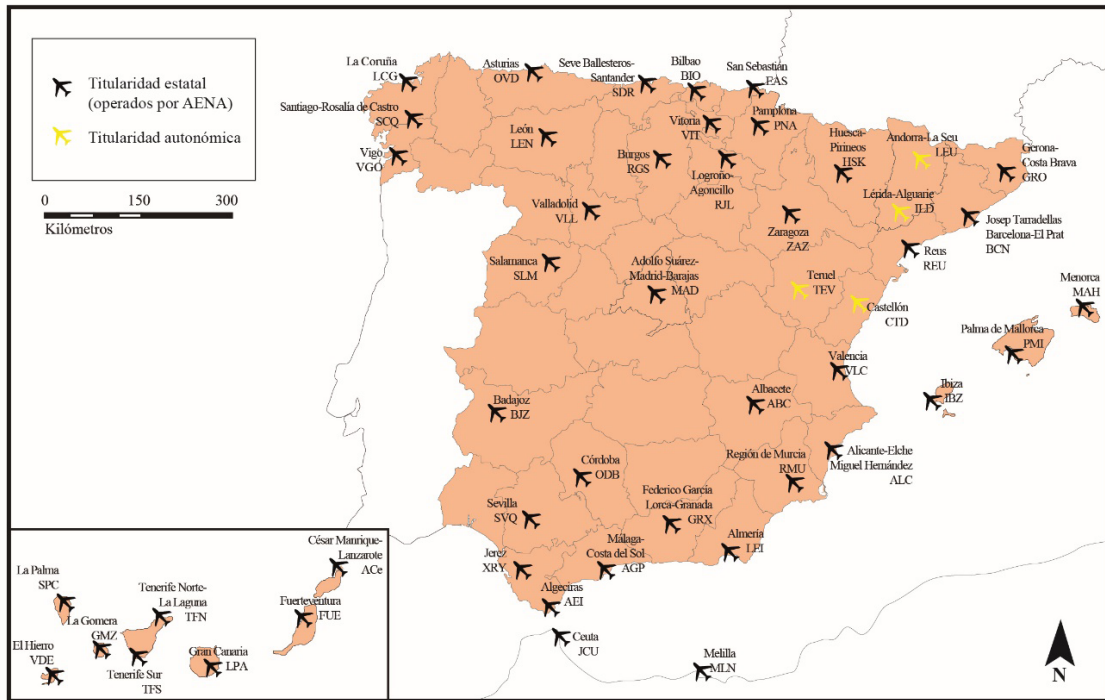 Titularidad estatal
(operados por AENA)
Titularidad autonómica
0 150 300
Kilómetros
La Coruña
LCG
Santiago-Rosalía de Castro
SCQ
Vigo
VGO
Asturias
OVD
León
LEN
Seve Ballesteros-
Santander
SDR
Bilbao
BIO
San Sebastián
EAS
Vitoria
VIT
Pamplona
PNA
Burgos
RGS
Logroño-
Agoncillo
RJL
Huesca-
Pirineos
HSK
Andorra-La Seu
LEU
Gerona-
Costa Brava
GRO
Lérida-Alguarie
ILD
Josep Tarradellas
Barcelona-El Prat
BCN
Reus
REU
Valladolid
VLL
Zaragoza
ZAZ
Salamanca
SLM
Adolfo Suárez-
Madrid-Barajas
MAD
Teruel
TEV
Castellón
CTD
Menorca
MAH
Palma de Mallorca
PMI
Ibiza
IBZ
Valencia
VLC
Albacete
ABC
Badajoz
BJZ
Alicante-Elche
Miguel Hernández
ALC
Región de Murcia
RMU
Córdoba
ODB
Federico García
Lorca-Granada
GRX
Sevilla
SVQ
Almería
LEI
Málaga-
Costa del Sol
AGP
Jerez
XRY
Algeciras
AEI
Ceuta
JCU
Melilla
MLN
César Manrique-
Lanzarote
ACe
La Palma
SPC
Tenerife Norte-
La Laguna
TFN
Fuerteventura
FUE
La Gomera
GMZ
El Hierro
VDE
Tenerife Sur
TFS
Gran Canaria
LPA
N